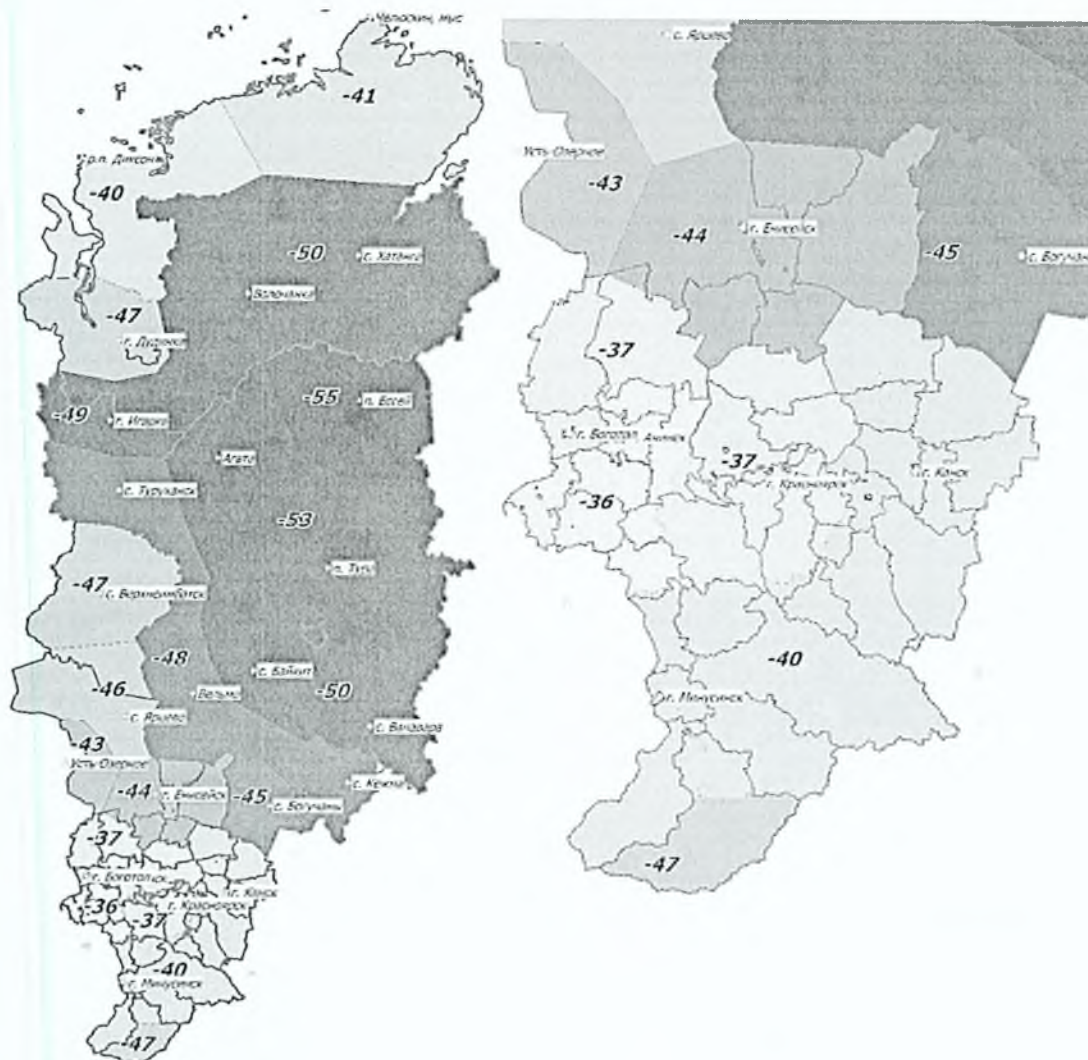 Челюскин, мыс
-41
р.п. Диксон
-40
-50
с. Хатанга
Волочанка
-47
г. Дудинка
-55
п. Ессей
-49
г. Игарка
Агата
с. Туруханск
-53
п. Тура
-47
с. Верхнеимбатск
-48
с. Байкит
-46
Вельмо
-50
с. Ярцево
с. Ванавара
-43
Усть-Озерное
с. Кежма
-44
г. Енисейск
-45
с. Богучаны
-37
г. Канск
-36
г. Красноярск
-37
-40
г. Минусинск
-47
с. Ярцево
Усть-Озерное
-43
-44
г. Енисейск
-45
с. Богучан
-37
г. Боготол
Ачинск
-37
г. Канск
г. Красноярск
-36
-40
г. Минусинск
-47